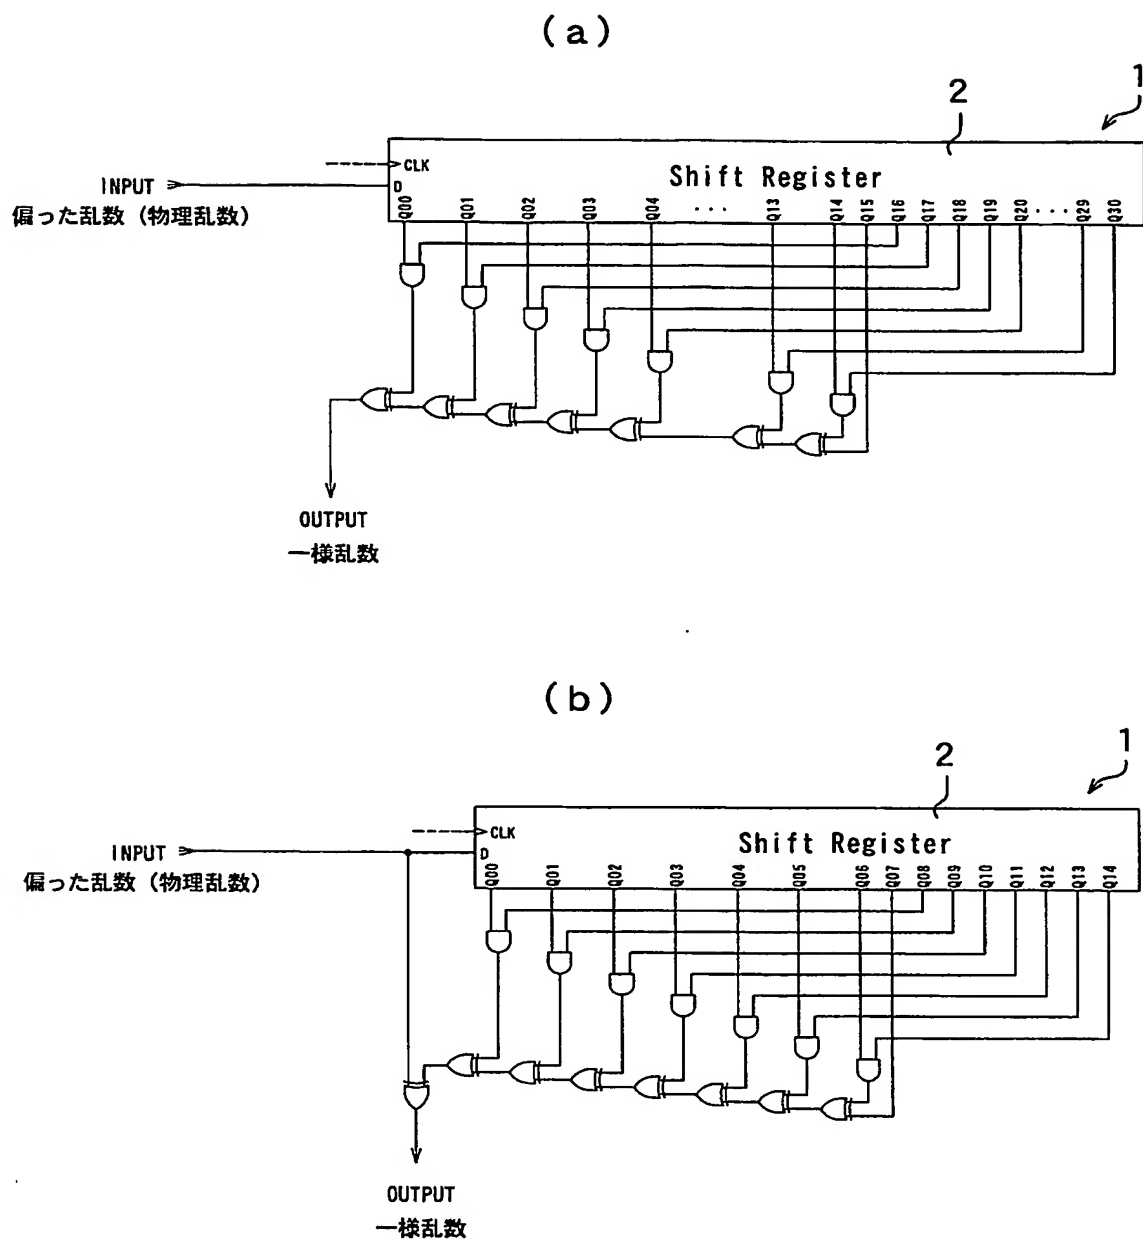 (a)
1
2
CLK
Shift Register
INPUT
D
偏った乱数（物理乱数）
Q00 Q01 Q02 Q03 Q04 ・・・ Q13 Q14 Q15 Q16 Q17 Q18 Q19 Q20 ・・・ Q29 Q30
OUTPUT
一様乱数
(b)
1
2
CLK
Shift Register
INPUT
D
偏った乱数（物理乱数）
Q00 Q01 Q02 Q03 Q04 Q05 Q06 Q07 Q08 Q09 Q10 Q11 Q12 Q13 Q14
OUTPUT
一様乱数